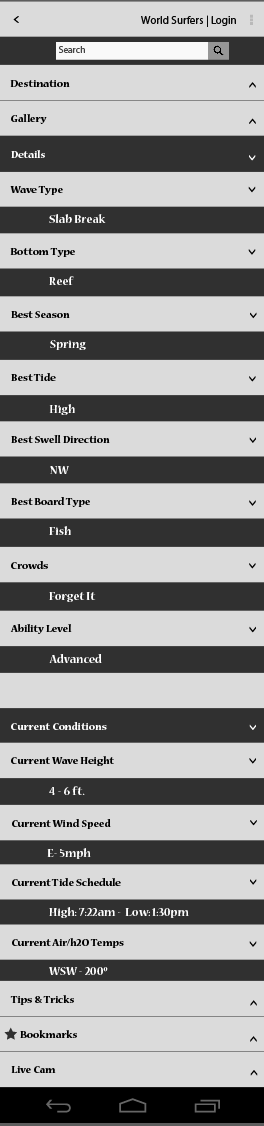 World Surfers | Login
Search
Destination
Gallery
Details
Wave Type
Slab Break
Bottom Type
Reef
Best Season
Spring
Best Tide
High
Best Swell Direction
NW
Best Board Type
Fish
Crowds
Forget It
Ability Level
Advanced
Current Conditions
Current Wave Height
4 - 6 ft.
Current Wind Speed
E- 5mph
Current Tide Schedule
High: 7:22am - Low: 1:30pm
Current Air/h2O Temps
WSW - 200º
Tips & Tricks
Bookmarks
Live Cam